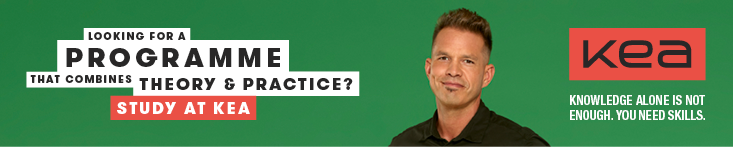 LOOKING FOR A
PROGRAMME
THAT COMBINES THEORY & PRACTICE?
STUDY AT KEA
kea
KNOWLEDGE ALONE IS NOT
ENOUGH. YOU NEED SKILLS.